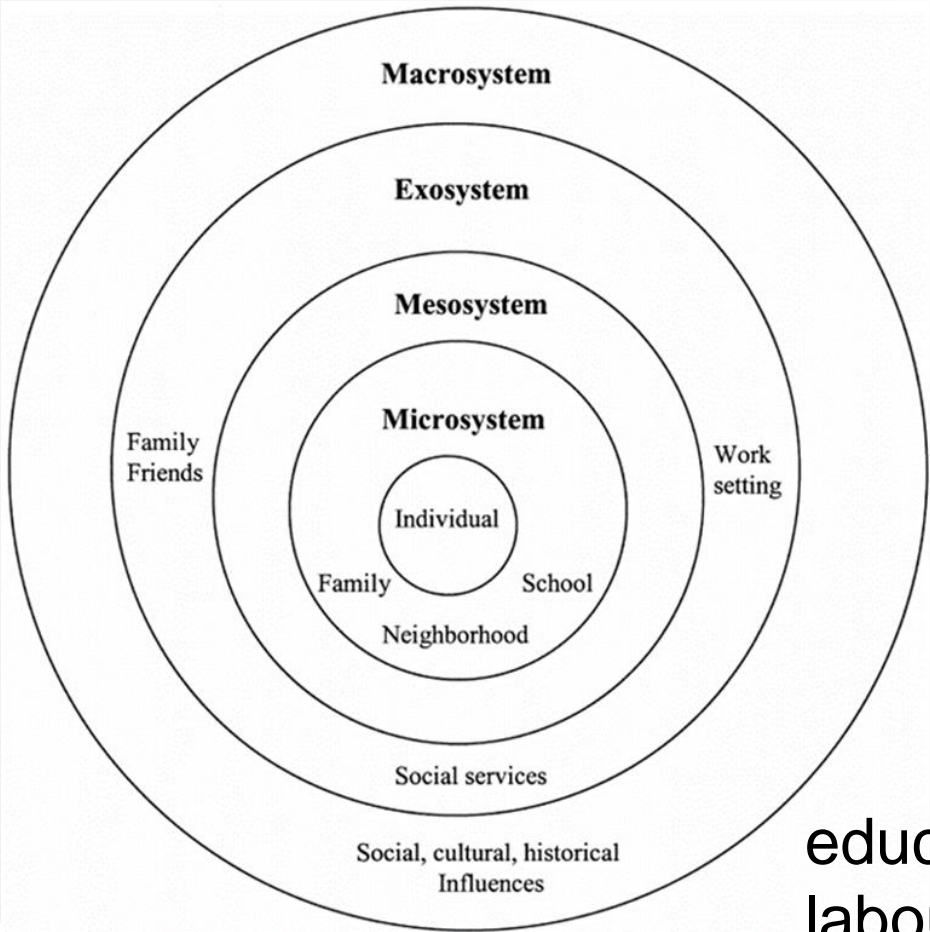 Macrosystem
Exosystem
Mesosystem
Microsystem
Family
Friends
Work
setting
Individual
Family
School
Neighborhood
Social services
Social, cultural, historical
Influences